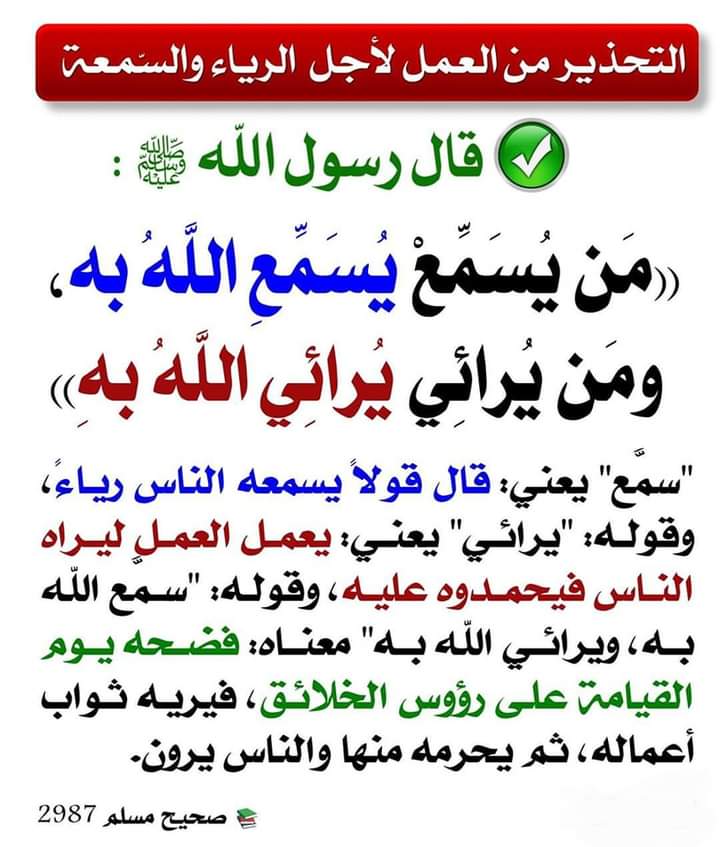 التحذير من العمل لأجل الرياء والسّمعة
قال رسول اللّه ﷺ :
((مَن يُسَمِّعْ يُسَمِّعِ اللَّهُ به،
ومَن يُرائِي يُرائِي اللَّهُ بهِ))
"سمَّع" يعني: قال قولاً يسمعه الناس رياءً،
وقوله: "يرائي" يعني: يعمل العمل ليراه
الناس فيحمدوه عليه، وقوله: "سمَّع الله
به، ويرائي اللّه به" معناه: فضحه يوم
القيامة على رؤوس الخلائق، فيريه ثواب
أعماله، ثم يحرمه منها والناس يرون.
صحيح مسلم 2987